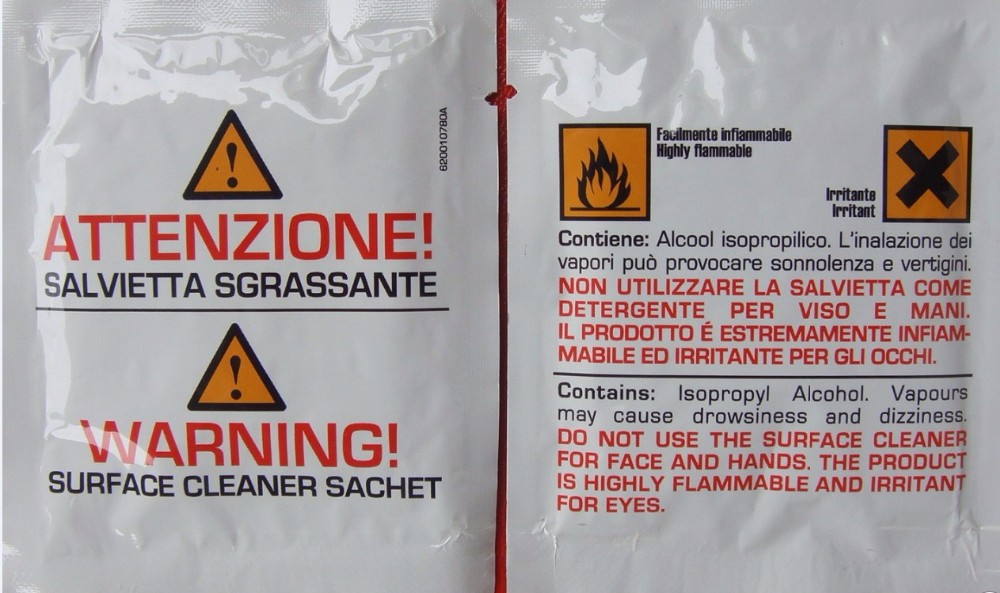 620010780A
ATTENZIONE!
SALVIETTA SGRASSANTE
WARNING!
SURFACE CLEANER SACHET
Facilmente infiammabile
Highly flammable
Irritante
Irritant
Contiene: Alcool isopropilico. L'inalazione dei
vapori può provocare sonnolenza e vertigini.
NON UTILIZZARE LA SALVIETTA COME
DETERGENTE PER VISO E MANI.
IL PRODOTTO É ESTREMAMENTE INFIAM-
MABILE ED IRRITANTE PER GLI OCCHI.
Contains: Isopropyl Alcohol. Vapours
may cause drowsiness and dizziness.
DO NOT USE THE SURFACE CLEANER
FOR FACE AND HANDS. THE PRODUCT
IS HIGHLY FLAMMABLE AND IRRITANT
FOR EYES.